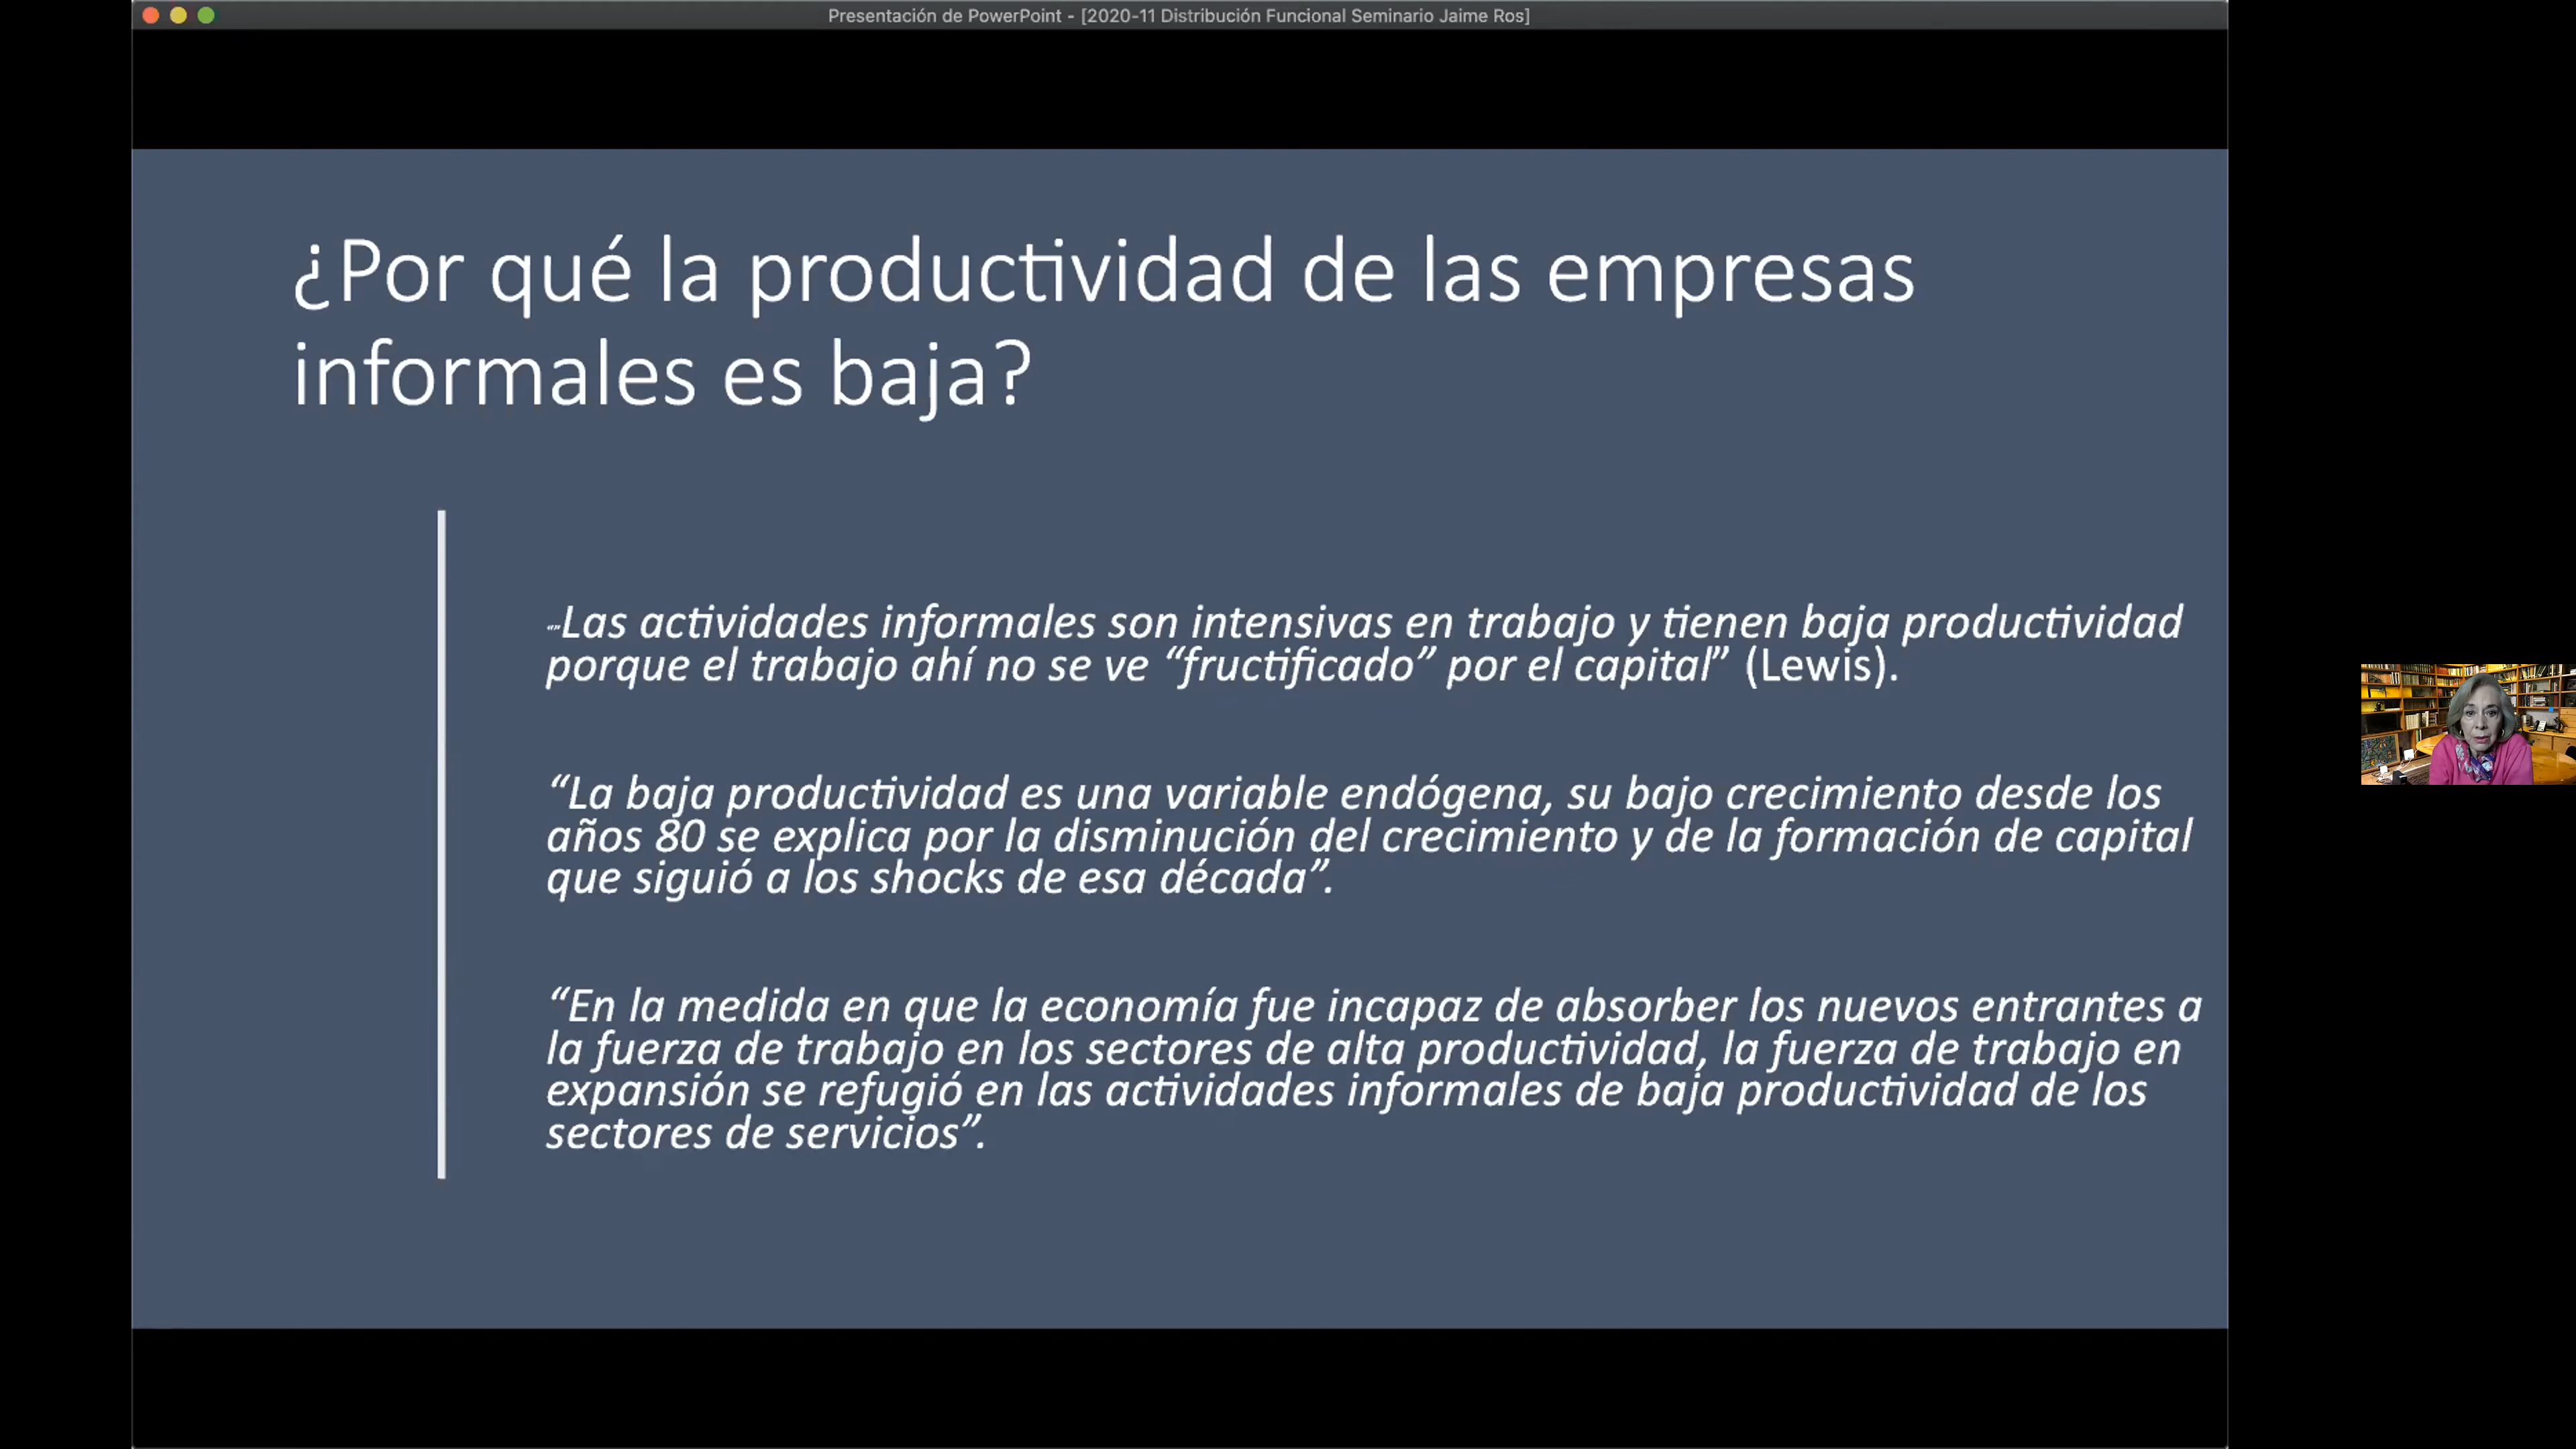 Presentación de PowerPoint - [2020-11 Distribución Funcional Seminario Jaime Ros]
¿Por qué la productividad de las empresas
informales es baja?
“”Las actividades informales son intensivas en trabajo y tienen baja productividad
porque el trabajo ahí no se ve “fructificado” por el capital” (Lewis).
“La baja productividad es una variable endógena, su bajo crecimiento desde los
años 80 se explica por la disminución del crecimiento y de la formación de capital
que siguió a los shocks de esa década”.
“En la medida en que la economía fue incapaz de absorber los nuevos entrantes a
la fuerza de trabajo en los sectores de alta productividad, la fuerza de trabajo en
expansión se refugió en las actividades informales de baja productividad de los
sectores de servicios”.